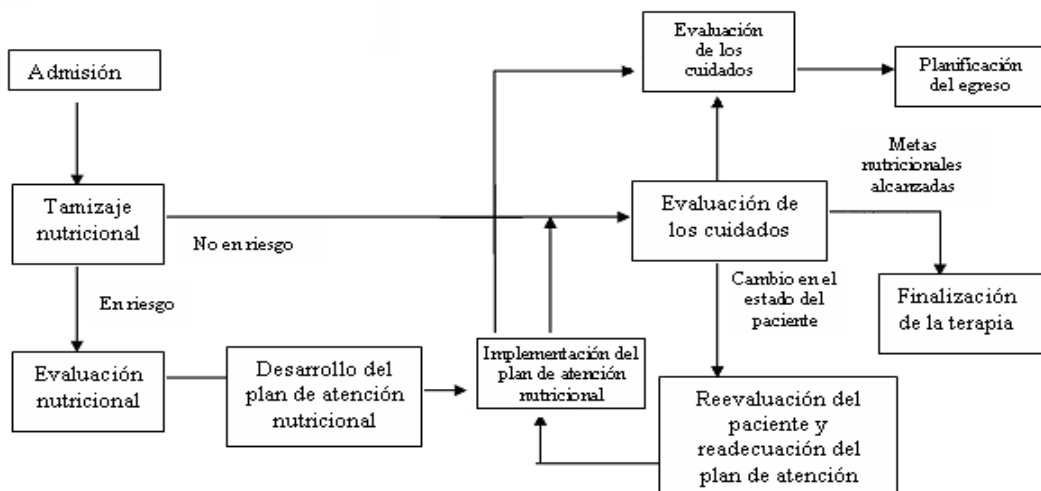 Admisión
Tamizaje
nutricional
No en riesgo
En riesgo
Evaluación
nutricional
Desarrollo del
plan de atención
nutricional
Implementación del
plan de atención
nutricional
Evaluación
de los
cuidados
Planificación
del egreso
Evaluación de
los cuidados
Metas
nutricionales
alcanzadas
Finalización
de la terapia
Cambio en el
estado del
paciente
Reevaluación del
paciente y
readecuación del
plan de atención